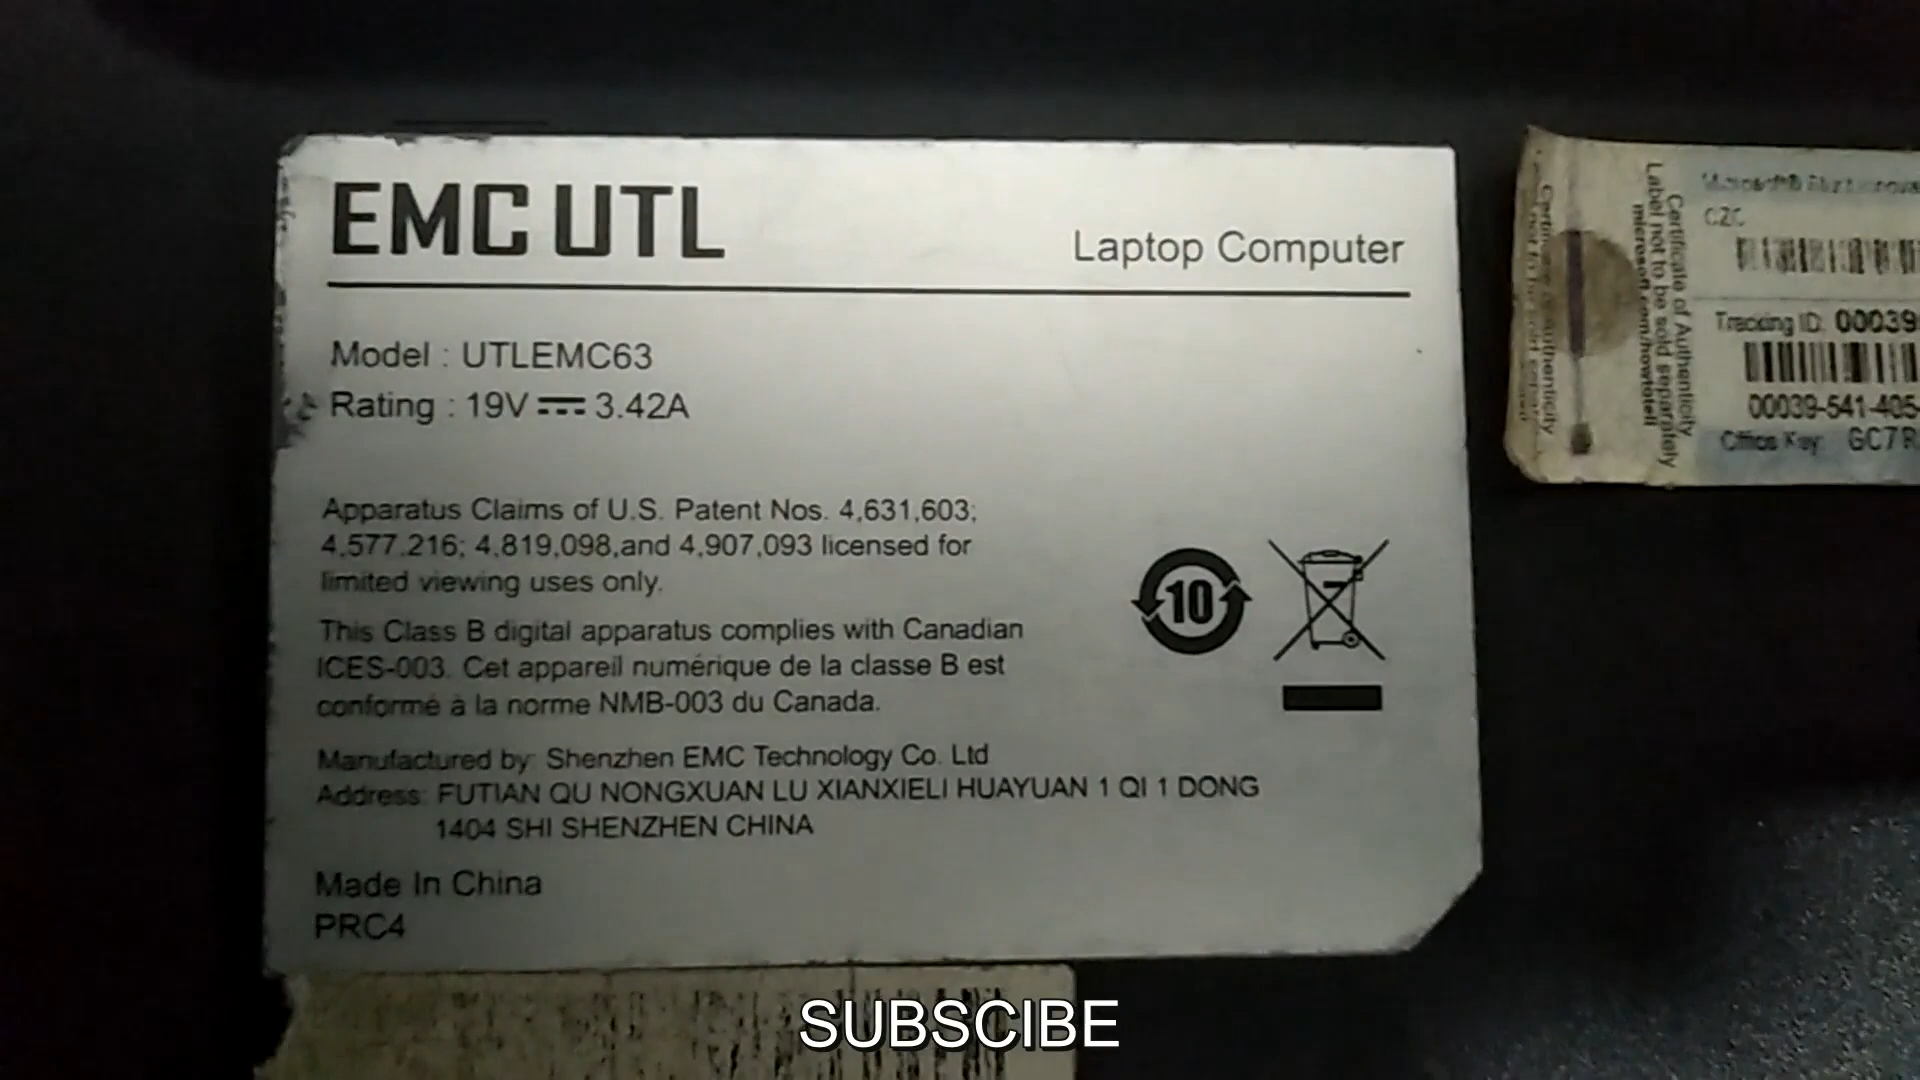 EMC UTL
Laptop Computer
Model : UTLEMC63
Rating : 19V 3.42A
Apparatus Claims of U.S. Patent Nos. 4,631,603;
4,577.216; 4,819,098,and 4,907,093 licensed for
limited viewing uses only.
This Class B digital apparatus complies with Canadian
ICES-003. Cet appareil numérique de la classe B est
conforme à la norme NMB-003 du Canada.
10
Manufactured by: Shenzhen EMC Technology Co. Ltd
Address: FUTIAN QU NONGXUAN LU XIANXIELI HUAYUAN 1 QI 1 DONG
1404 SHI SHENZHEN CHINA
Made In China
PRC4
Certificate of Authenticity
Label not to be sold separately
microsoft.com/howtotell
Tracking ID: 00039
00039-541-405-
Office Key: GC7R
SUBSCIBE